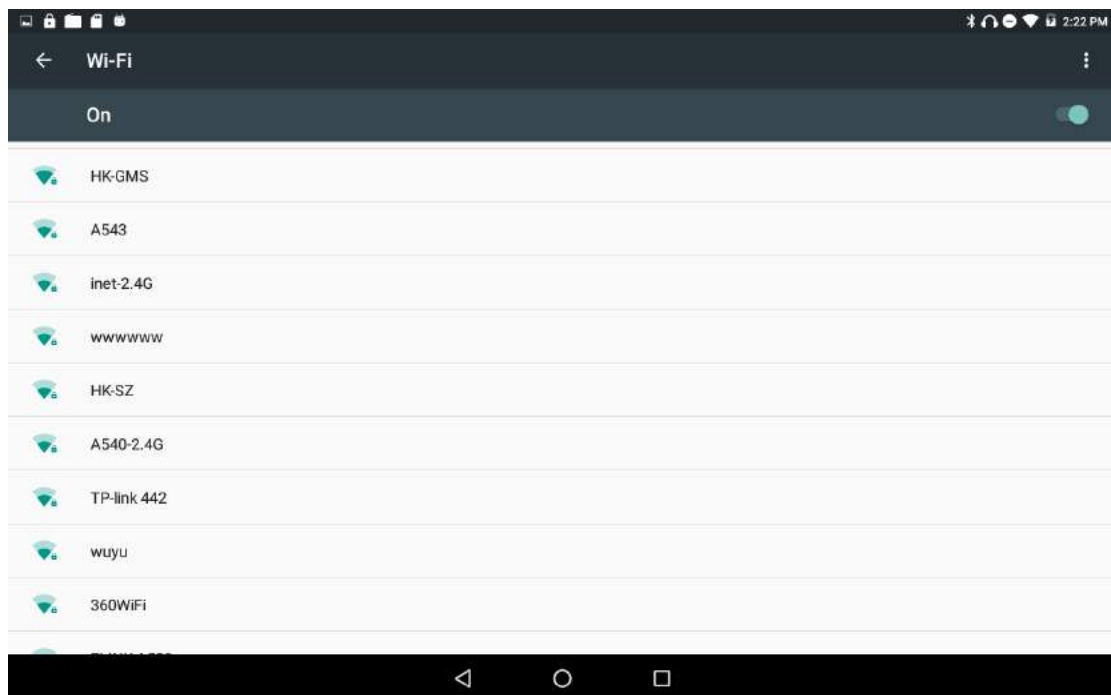 2:22 PM
Wi-Fi
On
HK-GMS
A543
inet-2.4G
wwwwww
HK-SZ
A540-2.4G
TP-link 442
wuyu
360WiFi